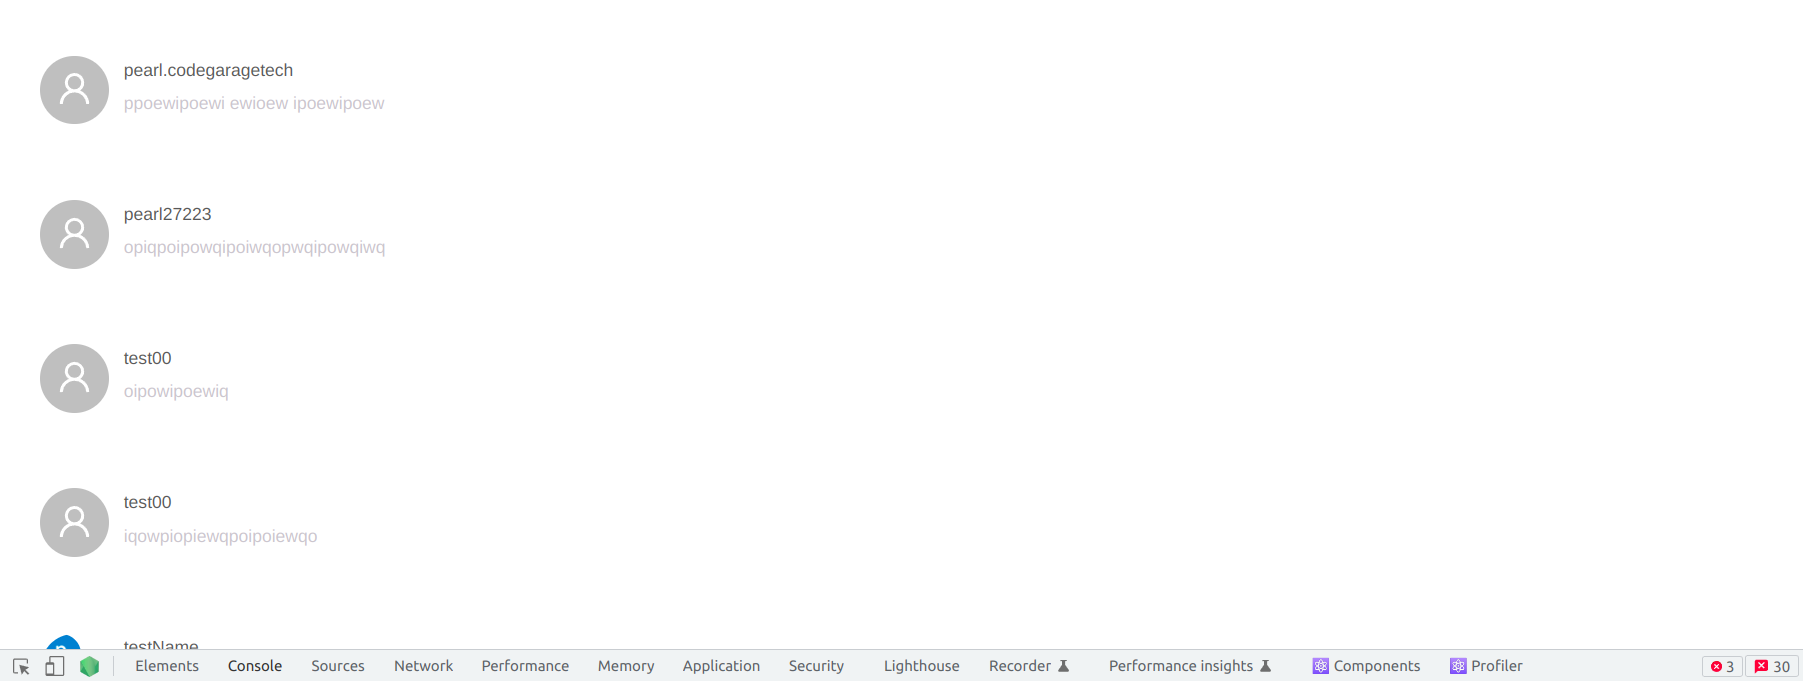 pearl.codegaragetech
ppoewipoewi ewioew ipoewipoew
pearl27223
opiqpoipowqipoiwqopwqipowqiwq
test00
oipowipoewiq
test00
iqowpiopiewqpoipoiewqo
testName
Elements Console Sources Network Performance Memory Application Security Lighthouse Recorder Performance insights Components Profiler 3 30